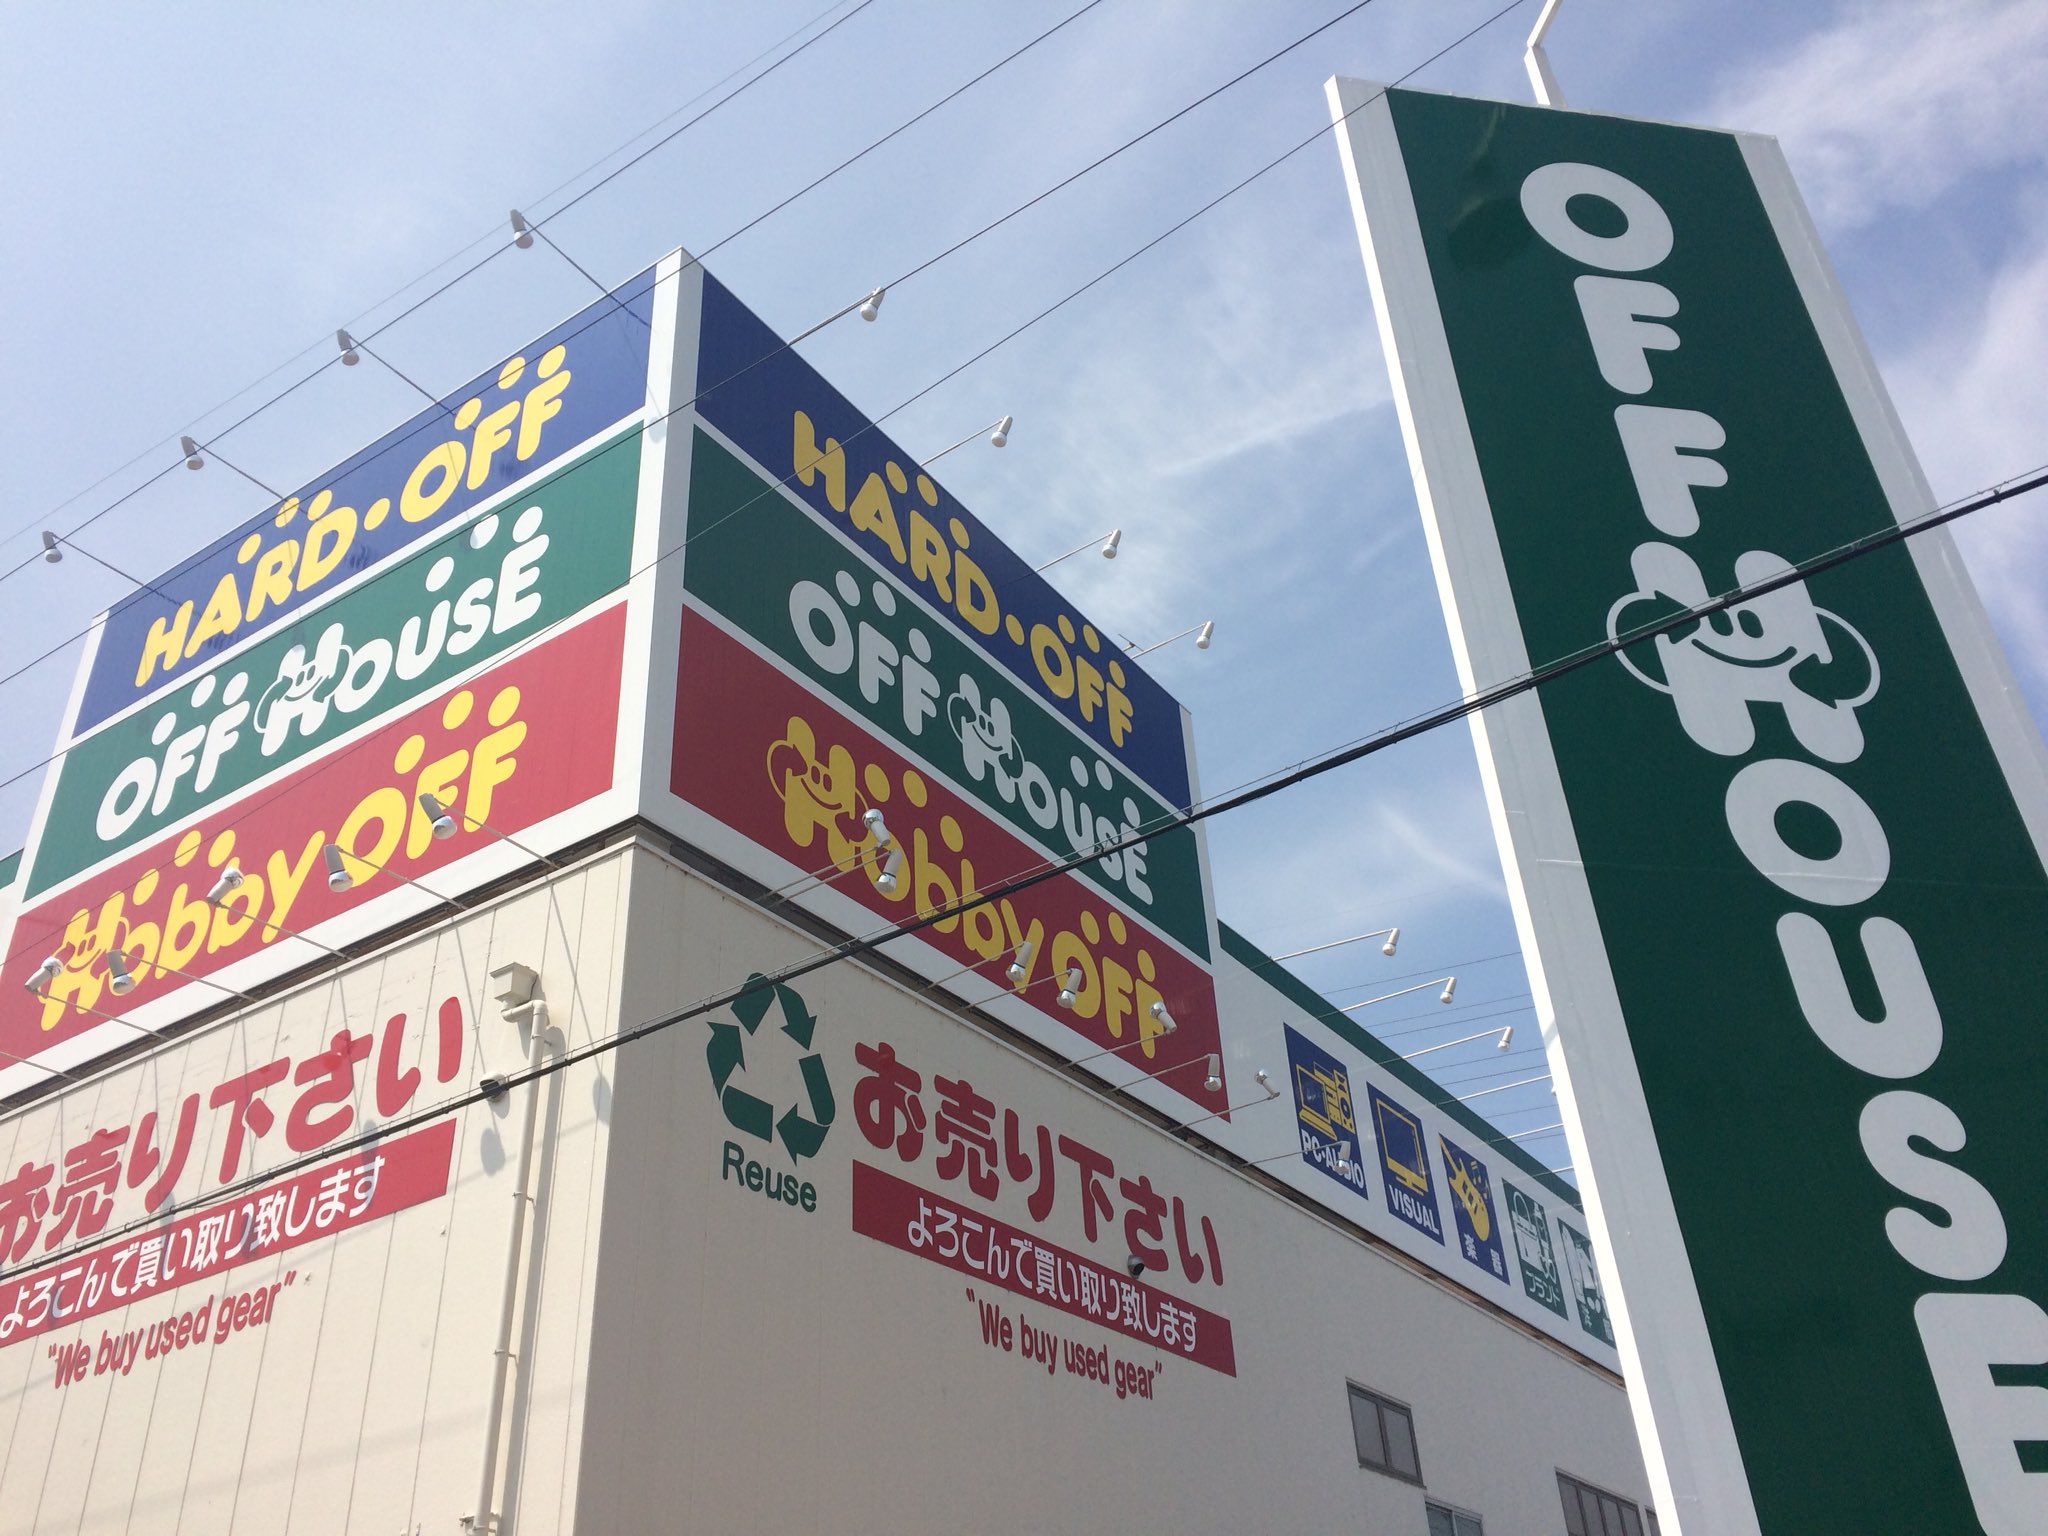 HARD・OFF
OFF HOUSE
Hobby OFF
お売り下さい
よろこんで買い取り致します
"We buy used gear"
HARD・OFF
OFF HOUSE
Hobby OFF
Reuse
お売り下さい
よろこんで買い取り致します
"We buy used gear"
PC・AUDIO
VISUAL
楽器
ブランド
OFF HOUSE